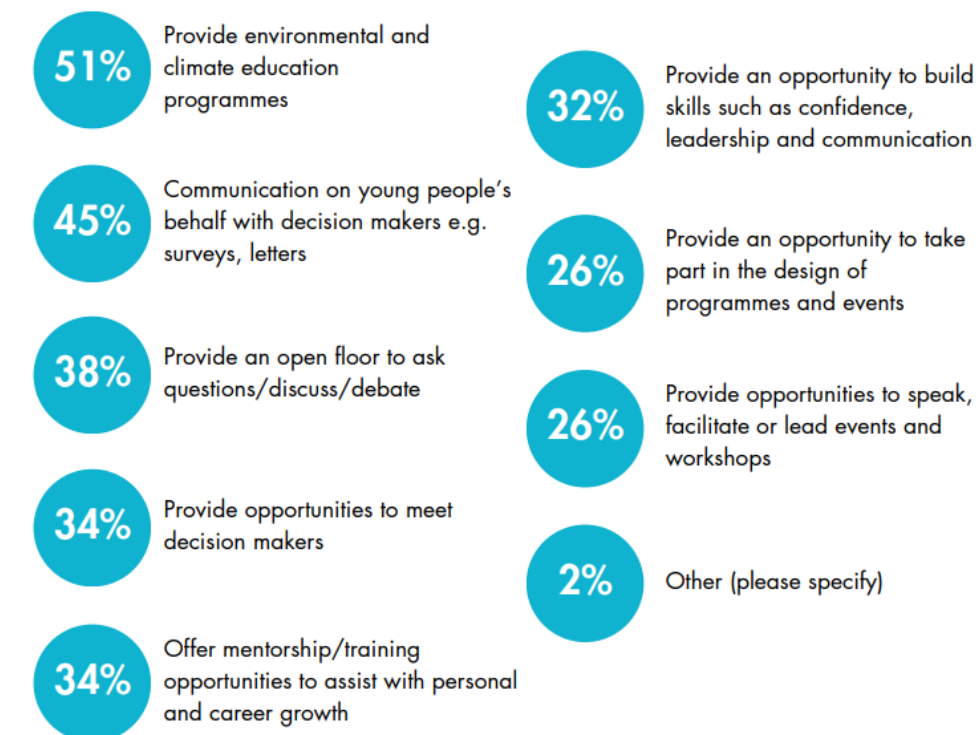 51%
Provide environmental and
climate education
programmes
45%
Communication on young people's
behalf with decision makers e.g.
surveys, letters
38%
Provide an open floor to ask
questions/discuss/debate
34%
Provide opportunities to meet
decision makers
34%
Offer mentorship/training
opportunities to assist with personal
and career growth
32%
Provide an opportunity to build
skills such as confidence,
leadership and communication
26%
Provide an opportunity to take
part in the design of
programmes and events
26%
Provide opportunities to speak,
facilitate or lead events and
workshops
2%
Other (please specify)